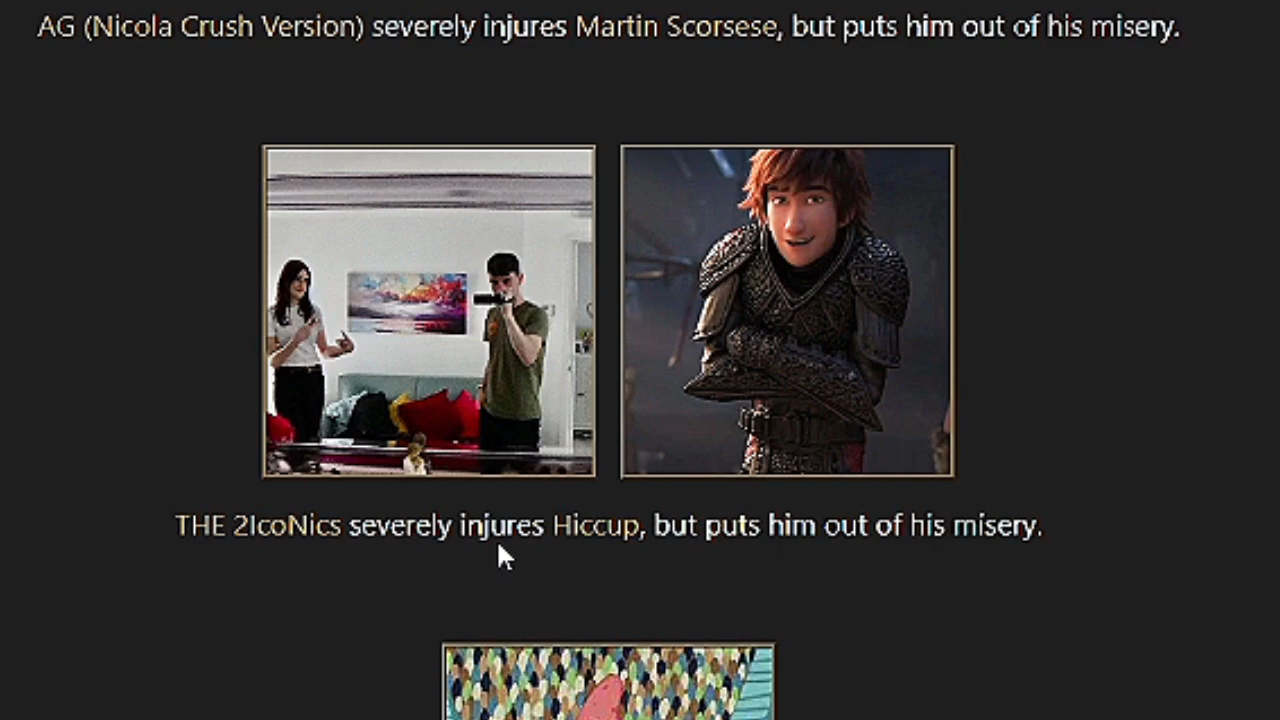 AG (Nicola Crush Version) severely injures Martin Scorsese, but puts him out of his misery.
THE 2IcoNics severely injures Hiccup, but puts him out of his misery.